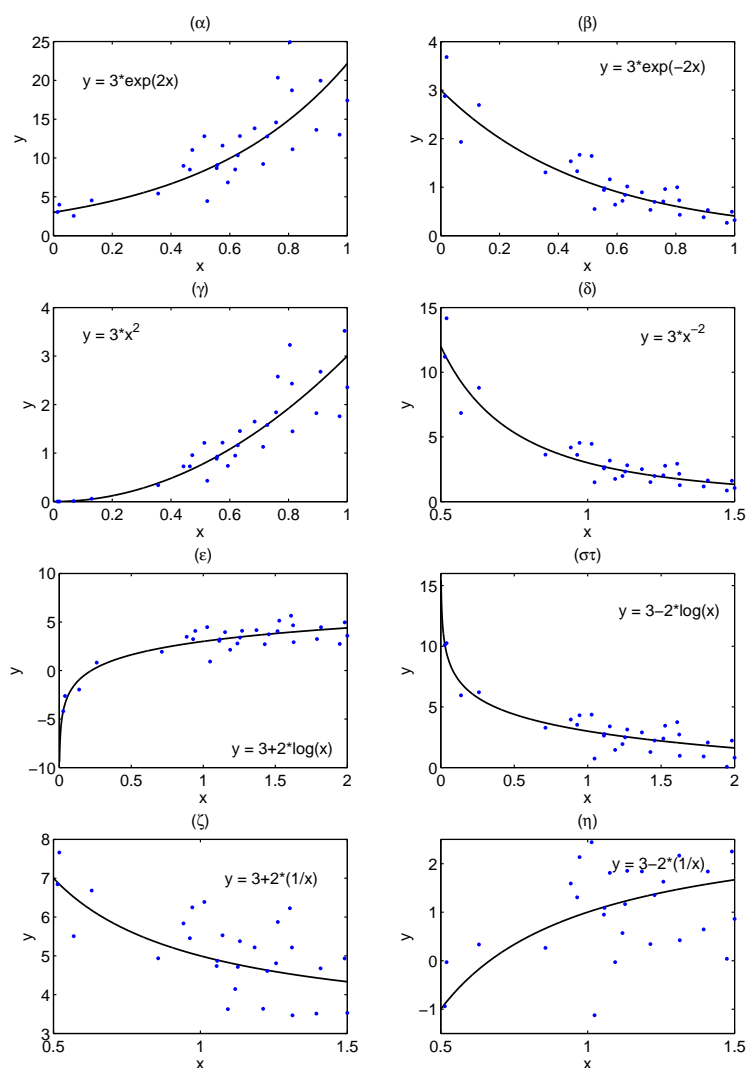 (α)
y = 3*exp(2x)
y
25
20
15
10
5
0
0 0.2 0.4 0.6 0.8 1
x
(β)
y = 3*exp(−2x)
y
4
3
2
1
0
0 0.2 0.4 0.6 0.8 1
x
(γ)
y = 3*x²
y
4
3
2
1
0
0 0.2 0.4 0.6 0.8 1
x
(δ)
y = 3*x⁻²
y
15
10
5
0
0.5 1 1.5
x
(ε)
y = 3+2*log(x)
y
10
5
0
−5
−10
0 0.5 1 1.5 2
x
(στ)
y = 3−2*log(x)
y
15
10
5
0
0 0.5 1 1.5 2
x
(ζ)
y = 3+2*(1/x)
y
8
7
6
5
4
3
0.5 1 1.5
x
(η)
y = 3−2*(1/x)
y
2
1
0
−1
0.5 1 1.5
x